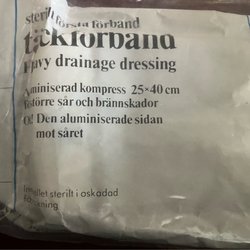 sterilt första förband
täckförband
Heavy drainage dressing
Aluminiserad kompress 25×40 cm
för större sår och brännskador
Obs! Den aluminiserade sidan
mot såret
Innehållet sterilt i oskadad
förpackning